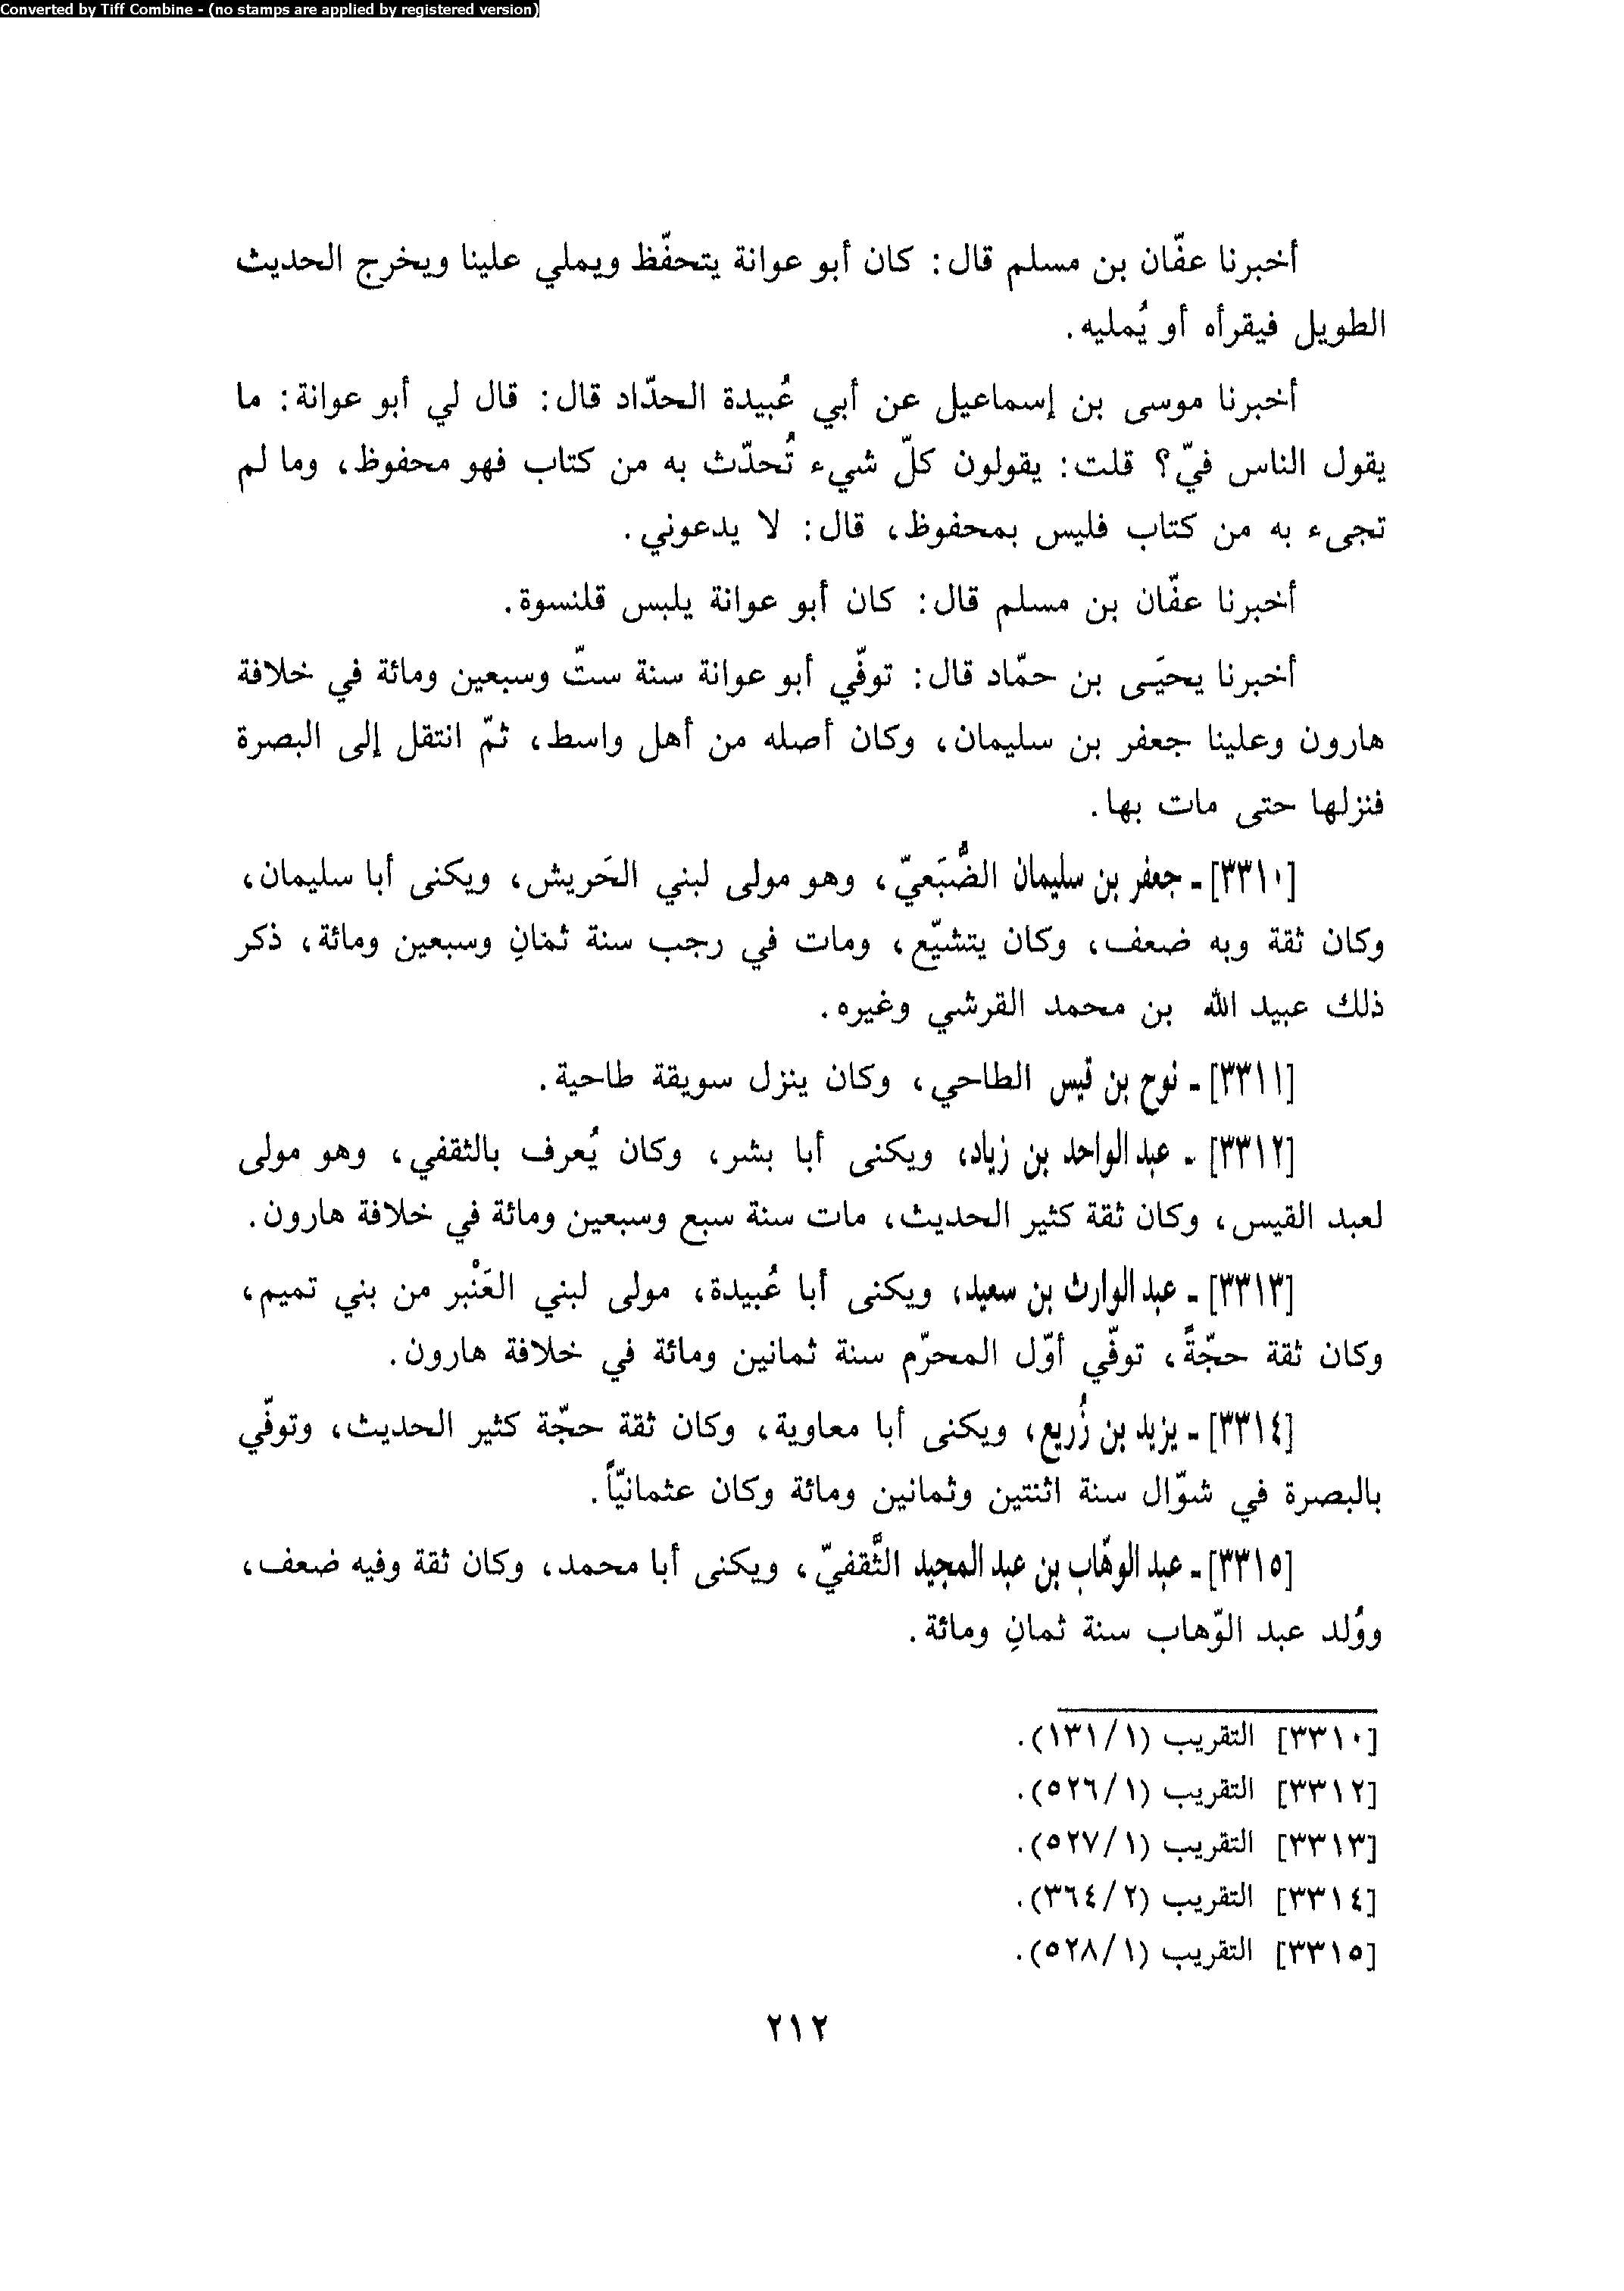 Converted by Tiff Combine - (no stamps are applied by registered version)
أخبرنا عفّان بن مسلم قال: كان أبو عوانة يتحفّظ ويملي علينا ويخرج الحديث
الطويل فيقرأه أو يُمليه.
أخبرنا موسى بن إسماعيل عن أبي عُبيدة الحدّاد قال: قال لي أبو عوانة: ما
يقول الناس فيّ؟ قلت: يقولون كلّ شيء تُحدّث به من كتاب فهو محفوظ، وما لم
تجىء به من كتاب فليس بمحفوظ، قال: لا يدعوني.
أخبرنا عفّان بن مسلم قال: كان أبو عوانة يلبس قلنسوة.
أخبرنا يحيَـى بن حمّاد قال: توفّي أبو عوانة سنة ستّ وسبعين ومائة في خلافة
هارون وعلينا جعفر بن سليمان، وكان أصله من أهل واسط، ثمّ انتقل إلى البصرة
فنزلها حتى مات بها.
[٣٣١٠] ـ جعفر بن سليمان الضُّبَعيّ، وهو مولى لبني الحَريش، ويكنى أبا سليمان،
وكان ثقة وبه ضعف، وكان يتشيّع، ومات في رجب سنة ثمانِ وسبعين ومائة، ذكر
ذلك عبيد الله بن محمد القرشي وغيره.
[٣٣١١] ـ نوح بن قيس الطاحي، وكان ينزل سويقة طاحية.
[٣٣١٢] ـ عبد الواحد بن زياد، ويكنى أبا بشر، وكان يُعرف بالثقفي، وهو مولى
لعبد القيس، وكان ثقة كثير الحديث، مات سنة سبع وسبعين ومائة في خلافة هارون.
[٣٣١٣] ـ عبد الوارث بن سعيد، ويكنى أبا عُبيدة، مولى لبني العَنْبر من بني تميم،
وكان ثقة حجّةً، توفّي أوّل المحرّم سنة ثمانين ومائة في خلافة هارون.
[٣٣١٤] ـ يزيد بن زُريع، ويكنى أبا معاوية، وكان ثقة حجّة كثير الحديث، وتوفّي
بالبصرة في شوّال سنة اثنتين وثمانين ومائة وكان عثمانيّاً.
[٣٣١٥] ـ عبد الوهّاب بن عبد المجيد الثَّقفيّ، ويكنى أبا محمد، وكان ثقة وفيه ضعف،
ووُلد عبد الوّهاب سنة ثمانِ ومائة.
[٣٣١٠] التقريب (١/ ١٣١).
[٣٣١٢] التقريب (١/ ٥٢٦).
[٣٣١٣] التقريب (١/ ٥٢٧).
[٣٣١٤] التقريب (٢/ ٣٦٤).
[٣٣١٥] التقريب (١/ ٥٢٨).
٢١٢